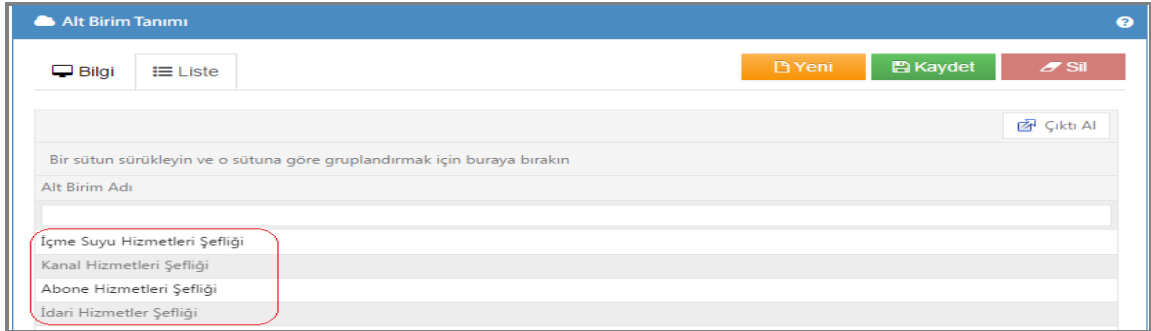 Alt Birim Tanımı
Bilgi Liste Yeni Kaydet Sil
Çıktı Al
Bir sütun sürükleyin ve o sütuna göre gruplandırmak için buraya bırakın
Alt Birim Adı
İçme Suyu Hizmetleri Şefliği
Kanal Hizmetleri Şefliği
Abone Hizmetleri Şefliği
İdari Hizmetler Şefliği